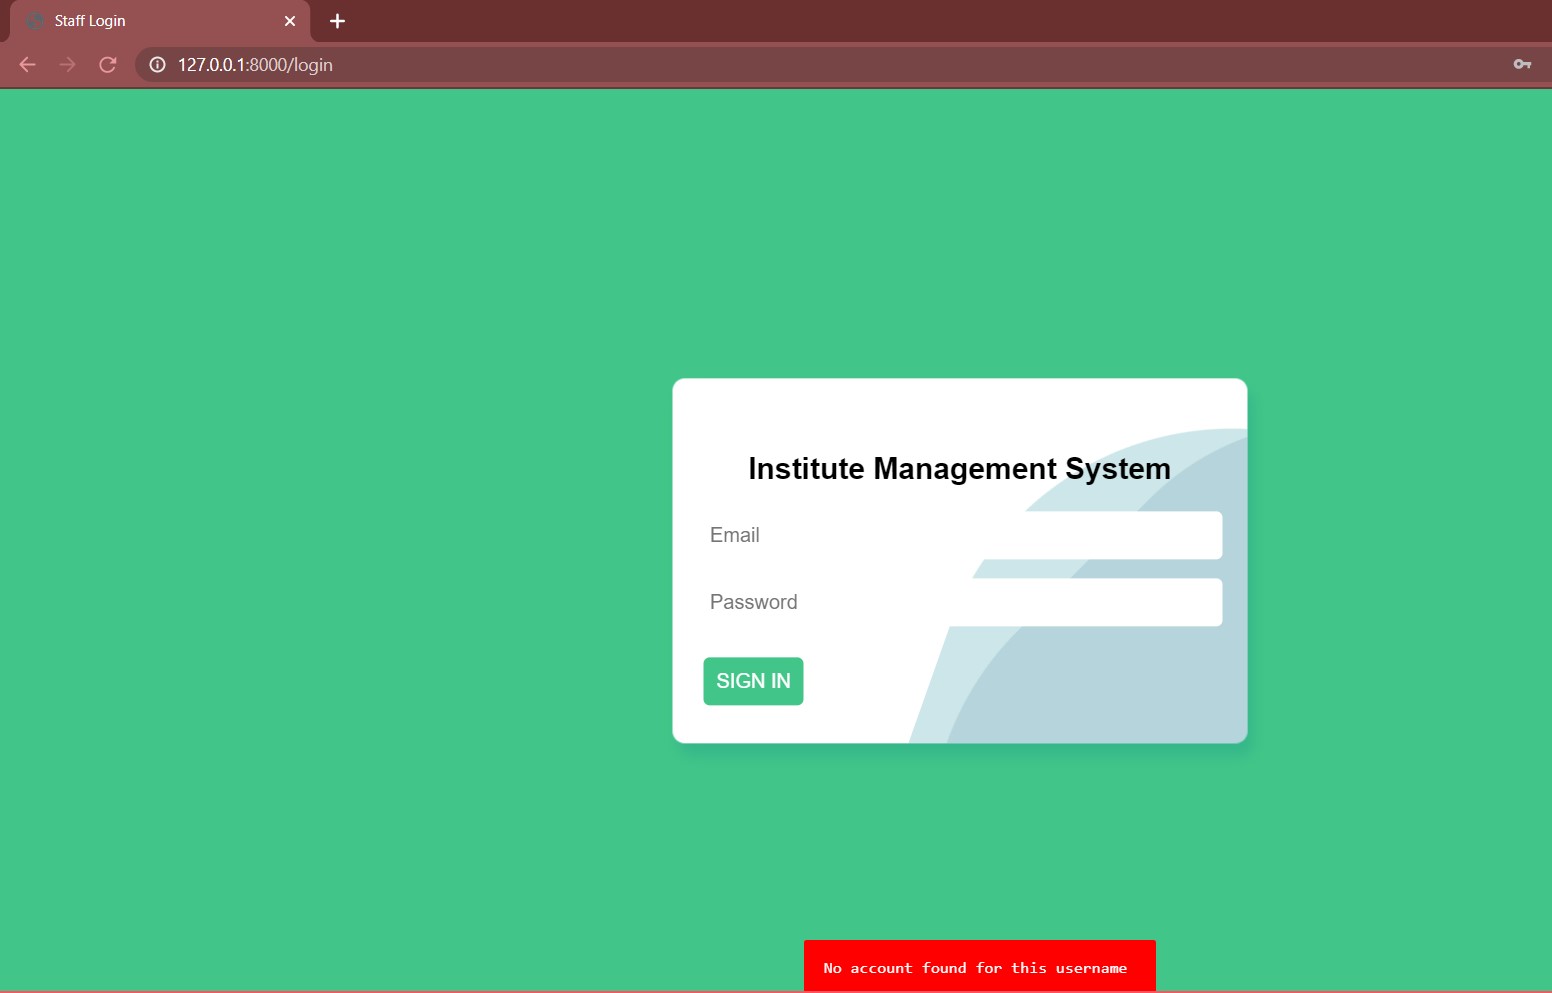 Staff Login
127.0.0.1:8000/login
Institute Management System
Email
Password
SIGN IN
No account found for this username